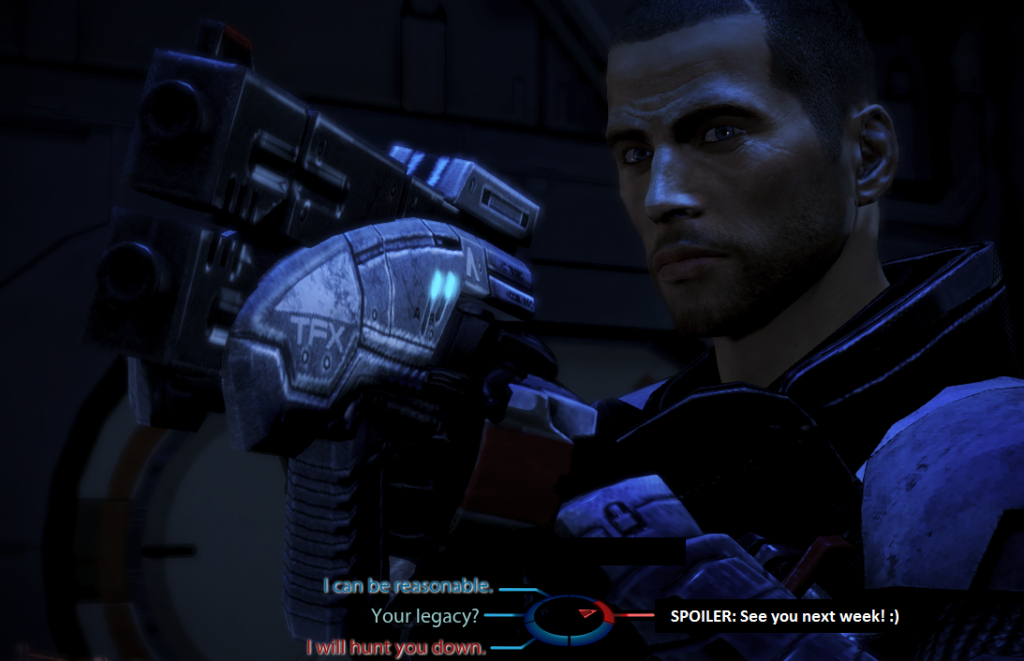 TFX
I can be reasonable.
Your legacy?
SPOILER: See you next week! :)
I will hunt you down.